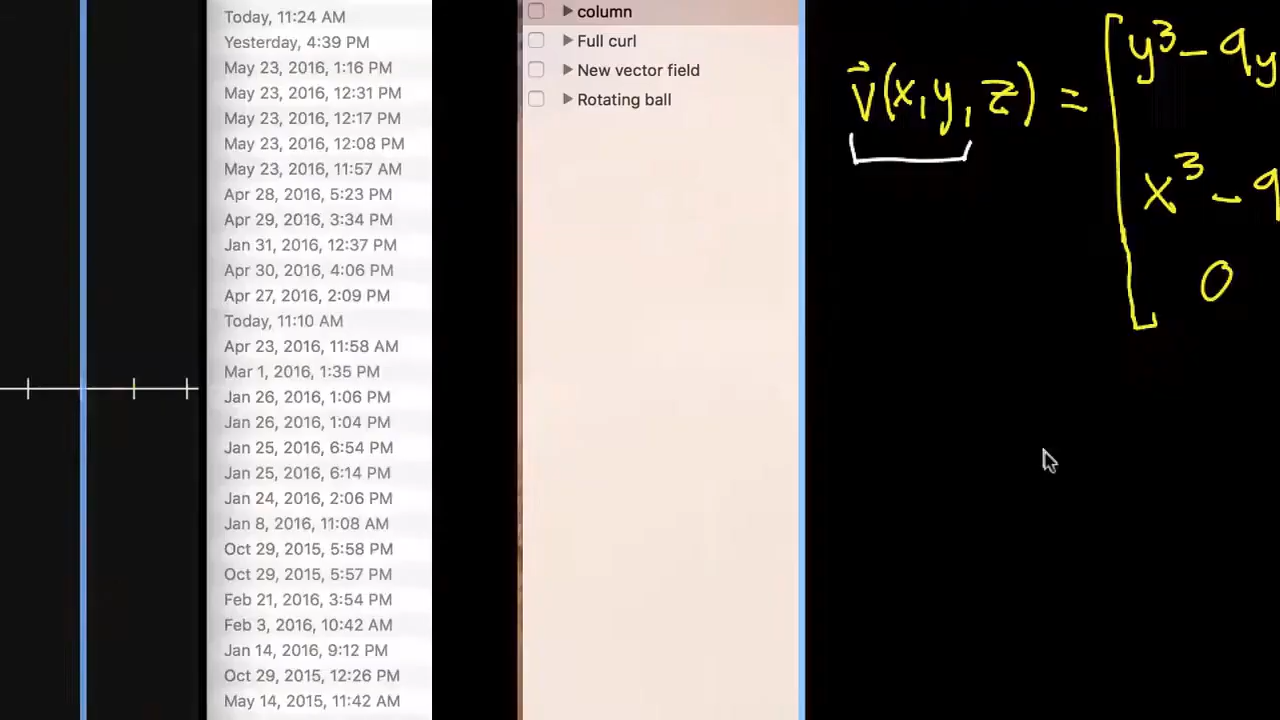 Today, 11:24 AM
Yesterday, 4:39 PM
May 23, 2016, 1:16 PM
May 23, 2016, 12:31 PM
May 23, 2016, 12:17 PM
May 23, 2016, 12:08 PM
May 23, 2016, 11:57 AM
Apr 28, 2016, 5:23 PM
Apr 29, 2016, 3:34 PM
Jan 31, 2016, 12:37 PM
Apr 30, 2016, 4:06 PM
Apr 27, 2016, 2:09 PM
Today, 11:10 AM
Apr 23, 2016, 11:58 AM
Mar 1, 2016, 1:35 PM
Jan 26, 2016, 1:06 PM
Jan 26, 2016, 1:04 PM
Jan 25, 2016, 6:54 PM
Jan 25, 2016, 6:14 PM
Jan 24, 2016, 2:06 PM
Jan 8, 2016, 11:08 AM
Oct 29, 2015, 5:58 PM
Oct 29, 2015, 5:57 PM
Feb 21, 2016, 3:54 PM
Feb 3, 2016, 10:42 AM
Jan 14, 2016, 9:12 PM
Oct 29, 2015, 12:26 PM
May 14, 2015, 11:42 AM
column
Full curl
New vector field
Rotating ball
v⃗(x,y,z) =
y³ - 9y
x³ - 9
0